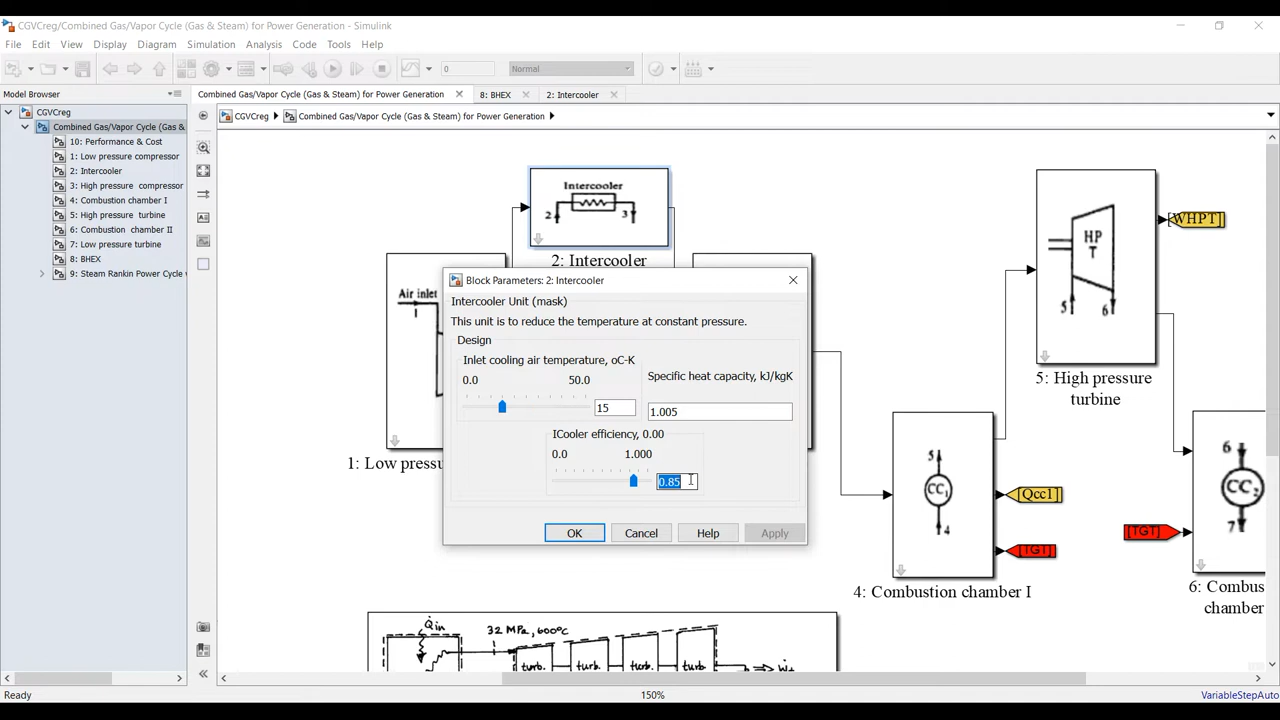 CGVCreg/Combined Gas/Vapor Cycle (Gas & Steam) for Power Generation - Simulink
File Edit View Display Diagram Simulation Analysis Code Tools Help
0 Normal
Model Browser
Combined Gas/Vapor Cycle (Gas & Steam) for Power Generation 8: BHEX 2: Intercooler
CGVCreg
CGVCreg Combined Gas/Vapor Cycle (Gas & Steam) for Power Generation
Combined Gas/Vapor Cycle (Gas &
10: Performance & Cost
1: Low pressure compressor
2: Intercooler
3: High pressure compressor
4: Combustion chamber I
5: High pressure turbine
6: Combustion chamber II
7: Low pressure turbine
8: BHEX
9: Steam Rankin Power Cycle
Intercooler
2 3
2: Intercooler
Air inlet
1
1: Low pressu
Block Parameters: 2: Intercooler
Intercooler Unit (mask)
This unit is to reduce the temperature at constant pressure.
Design
Inlet cooling air temperature, oC-K
0.0 50.0
15
Specific heat capacity, kJ/kgK
1.005
ICooler efficiency, 0.00
0.0 1.000
0.85
OK Cancel Help Apply
HP
T
5 6
[WHPT]
5: High pressure
turbine
5
CC1
4
[Qcc1]
[TGT]
4: Combustion chamber I
[TGT]
6
CC2
7
6: Combus
chamber
Qin
32 MPa, 600°C
turb. turb. turb. turb.
Ready 150% VariableStepAuto